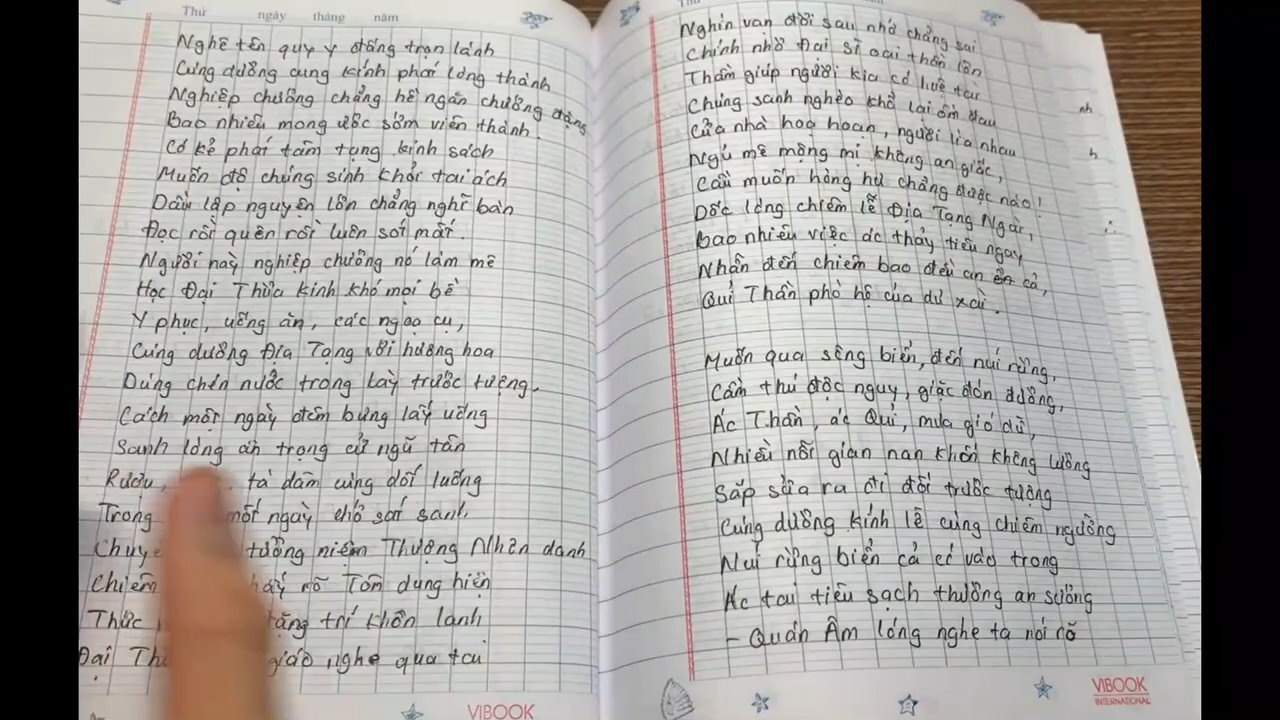 Thứ ngày tháng năm
Nghe tên quy y đấng trọn lành
Cúng dường cung kính phát lòng thành
Nghiệp chướng chẳng hề ngăn chướng đặng
Bao nhiêu mong ước sớm viên thành
Có kẻ phát tâm tụng kinh sách
Muốn độ chúng sinh khỏi tai ách
Dầu lập nguyện lớn chẳng nghĩ bàn
Đọc rồi quên rồi luôn sót mất.
Người này nghiệp chướng nó làm mê
Học Đại Thừa kinh khó mọi bề
Y phục, uống ăn, các ngoạ cụ,
Cúng dường Địa Tạng với hương hoa
Dùng chén nước trong bày trước tượng.
Cách một ngày đêm bưng lấy uống
Sanh lòng ân trọng cữ ngũ tân
Rượu, tà dâm cùng dối luống
Trong mốt ngày chớ sát sanh.
tưởng niệm Thượng Nhân danh
Chiêm rõ Tôn dung hiện
Thức tăng trí khôn lanh
Đại giáo nghe qua tai
VIBOOK
Nghìn vạn đời sau nhớ chẳng sai
Chính nhờ Đại Sĩ oai thần lớn
Thầm giúp người kia có huệ tai
Chúng sanh nghèo khổ lại ốm đau
Cửa nhà hoạ hoạn, người lìa nhau
Ngủ mê mộng mị không an giấc,
Cầu muốn hỏng hư chẳng được nào!
Dốc lòng chiêm lễ Địa Tạng Ngài,
Bao nhiêu việc ác thảy tiêu ngay
Nhẫn đến chiêm bao đều an cả,
Quỉ Thần phò hộ của dư xài.
Muốn qua sông biển, đến núi rừng,
Cầm thú độc nguy, giặc đón đường,
Ác Thần, ác Quỉ, mưa gió dữ,
Nhiều nỗi gian nan khốn khôn lường
Sắp sửa ra đi đối trước tượng
Cúng dường kính lễ cùng chiêm ngưỡng
Núi rừng biển cả cứ vào trong
Ác tai tiêu sạch thường an sướng
- Quán Âm lóng nghe ta nói rõ
VIBOOK
INTERNATIONAL